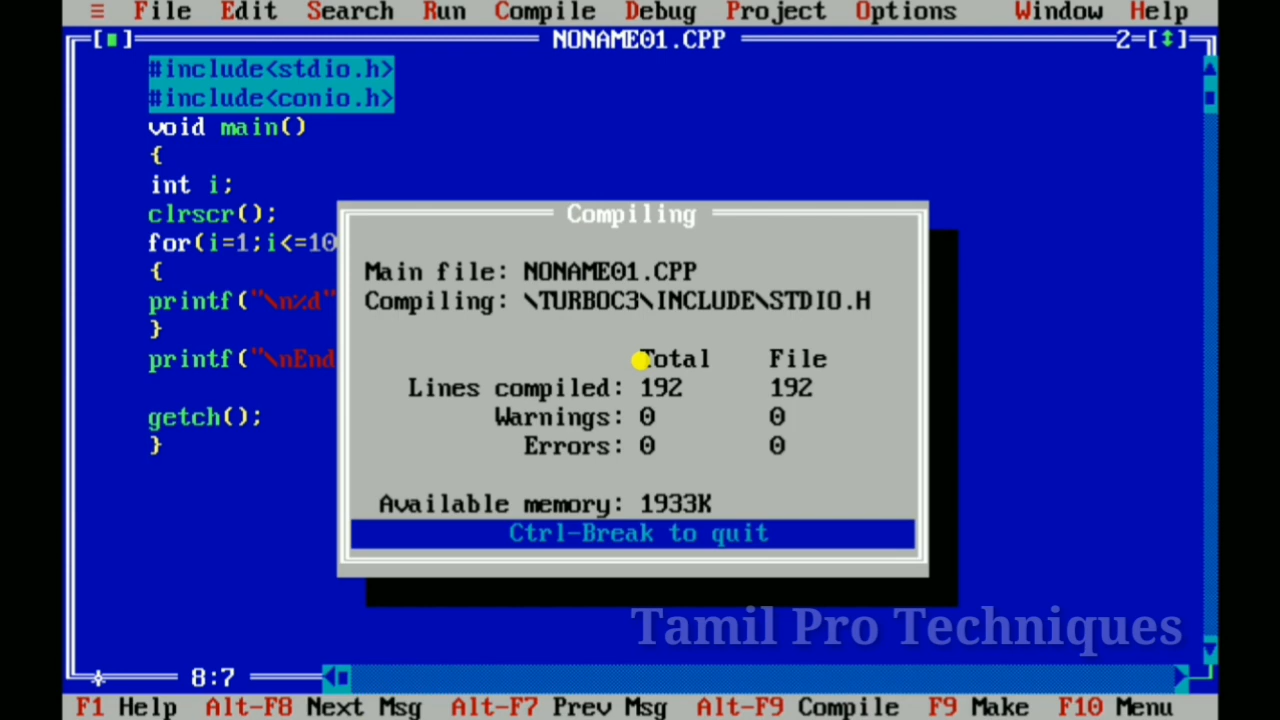 ≡ File Edit Search Run Compile Debug Project Options Window Help
NONAME01.CPP 2
#include<stdio.h>
#include<conio.h>
void main()
{
int i;
clrscr();
for(i=1;i<=10
{
printf("\n%d"
}
printf("\nEnd
getch();
}
Compiling
Main file: NONAME01.CPP
Compiling: \TURBOC3\INCLUDE\STDIO.H
Total File
Lines compiled: 192 192
Warnings: 0 0
Errors: 0 0
Available memory: 1933K
Ctrl-Break to quit
Tamil Pro Techniques
8:7
F1 Help Alt-F8 Next Msg Alt-F7 Prev Msg Alt-F9 Compile F9 Make F10 Menu